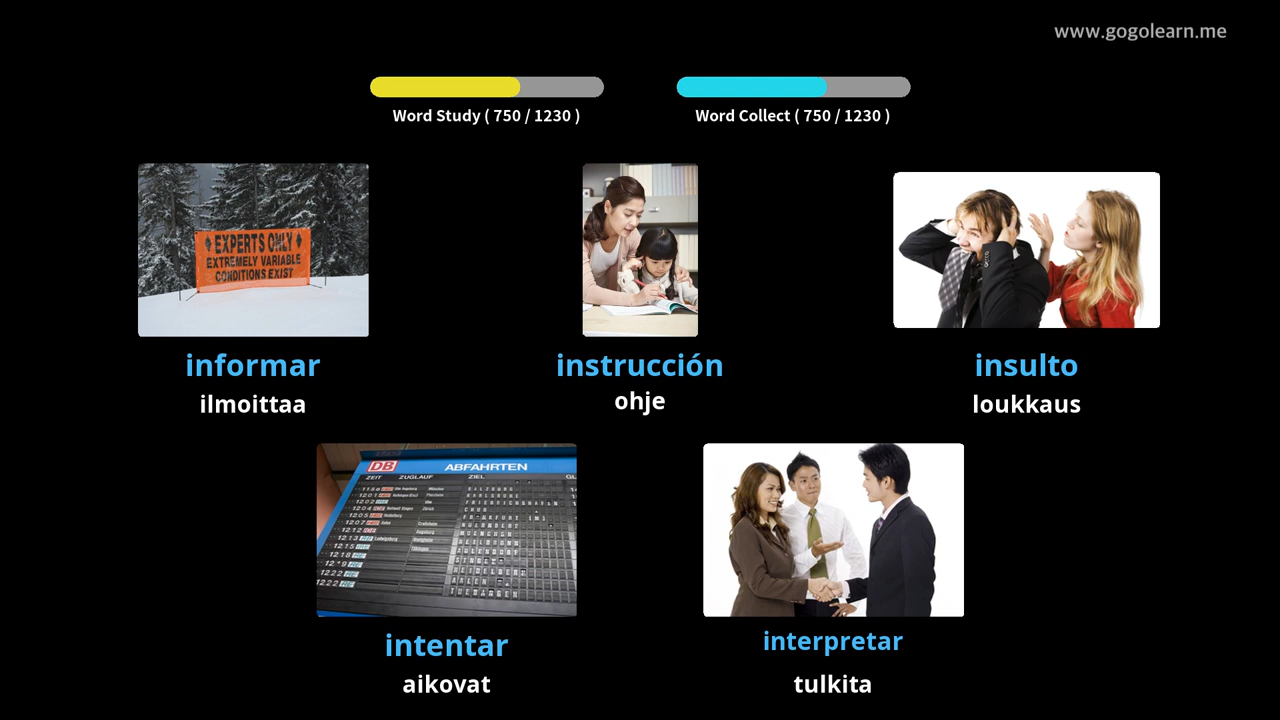 www.gogolearn.me
Word Study ( 750 / 1230 )
Word Collect ( 750 / 1230 )
EXPERTS ONLY
EXTREMELY VARIABLE
CONDITIONS EXIST
informar
ilmoittaa
instrucción
ohje
insulto
loukkaus
DB ABFAHRTEN
ZEIT ZUGLAUF ZIEL
intentar
aikovat
interpretar
tulkita